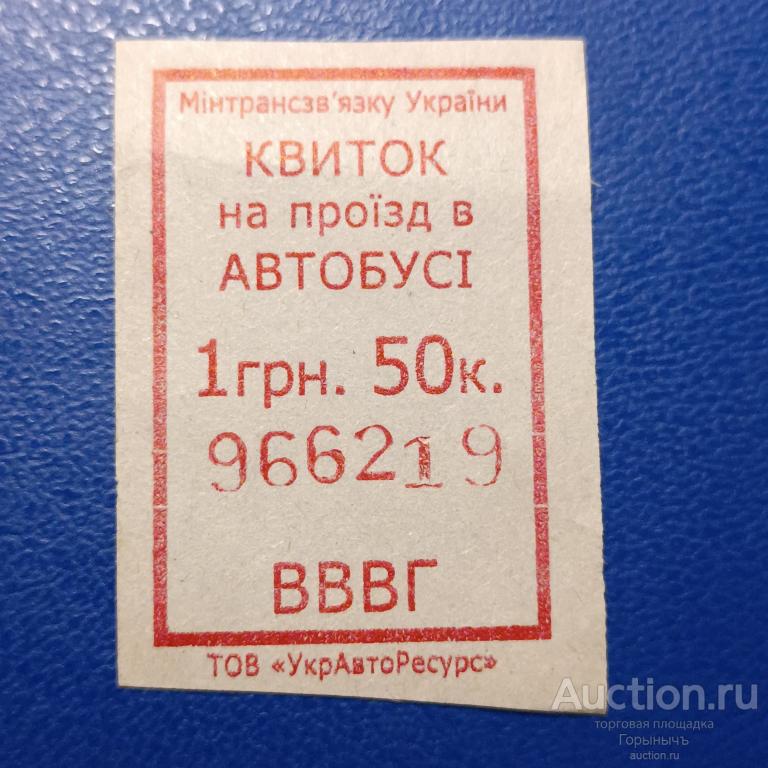 Мінтрансзв'язку України
КВИТОК
на проїзд в
АВТОБУСІ
1грн. 50к.
966219
ВВВГ
ТОВ «УкрАвтоРесурс»
Auction.ru
торговая площадка
Горынычъ
auction.ru